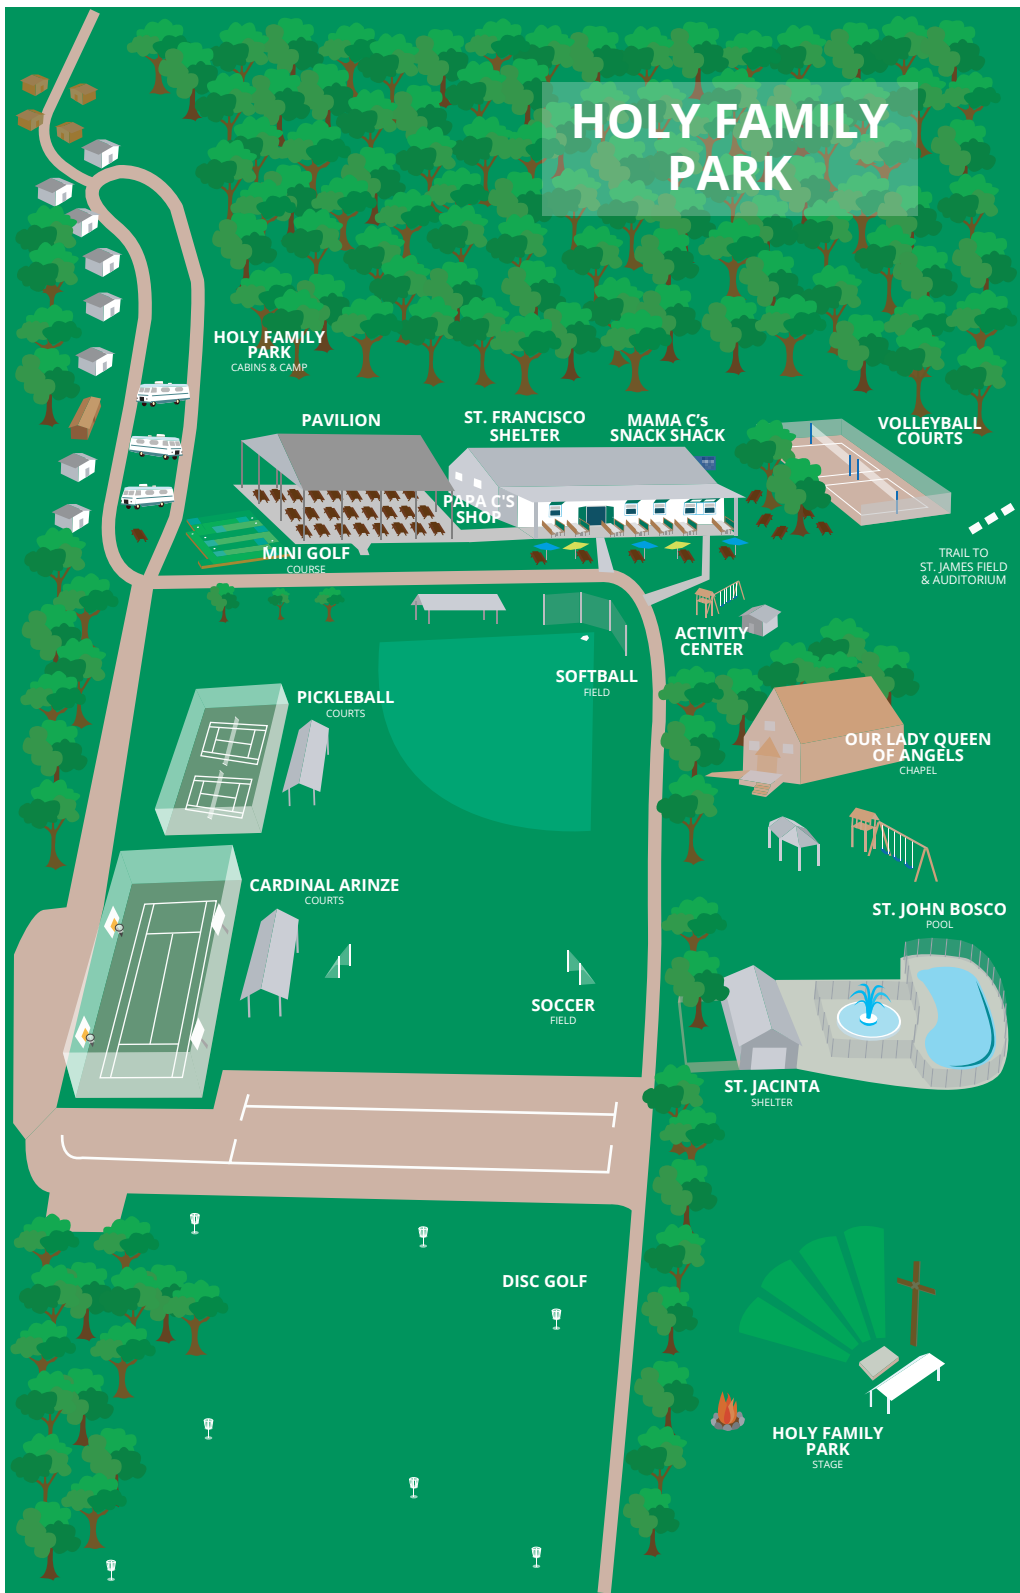 HOLY FAMILY
PARK
HOLY FAMILY
PARK
CABINS & CAMP
PAVILION
ST. FRANCISCO
SHELTER
MAMA C's
SNACK SHACK
VOLLEYBALL
COURTS
PAPA C'S
SHOP
MINI GOLF
COURSE
TRAIL TO
ST. JAMES FIELD
& AUDITORIUM
ACTIVITY
CENTER
SOFTBALL
FIELD
PICKLEBALL
COURTS
OUR LADY QUEEN
OF ANGELS
CHAPEL
CARDINAL ARINZE
COURTS
ST. JOHN BOSCO
POOL
SOCCER
FIELD
ST. JACINTA
SHELTER
DISC GOLF
HOLY FAMILY
PARK
STAGE